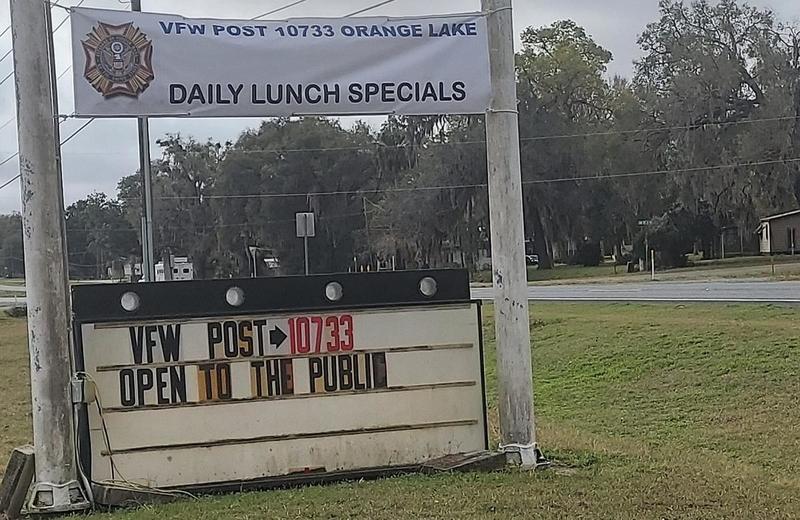 VFW POST 10733 ORANGE LAKE
DAILY LUNCH SPECIALS
VFW POST➡10733
OPEN TO THE PUBLIC